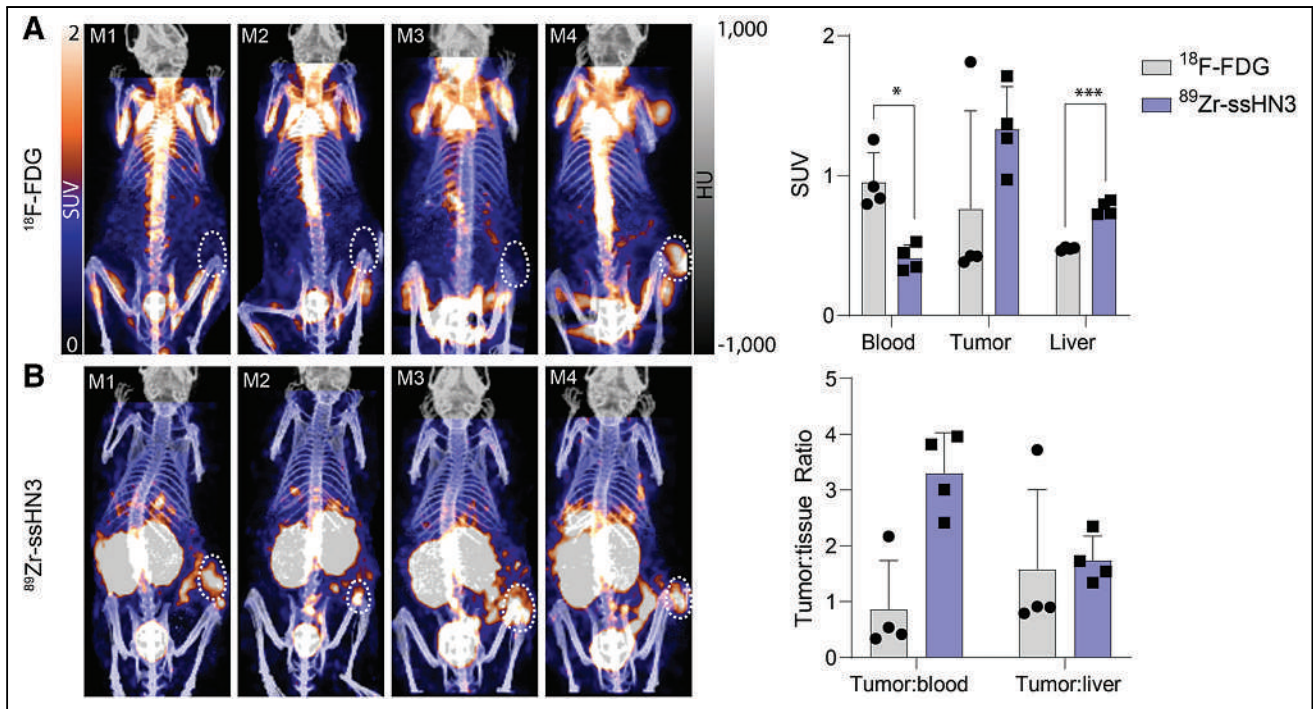 A
2
M1
M2
M3
M4
1,000
SUV
HU
0
-1,000
¹⁸F-FDG
2
1
0
SUV
*
***
¹⁸F-FDG
⁸⁹Zr-ssHN3
Blood
Tumor
Liver
B
M1
M2
M3
M4
⁸⁹Zr-ssHN3
5
4
3
2
1
0
Tumor:tissue Ratio
Tumor:blood
Tumor:liver